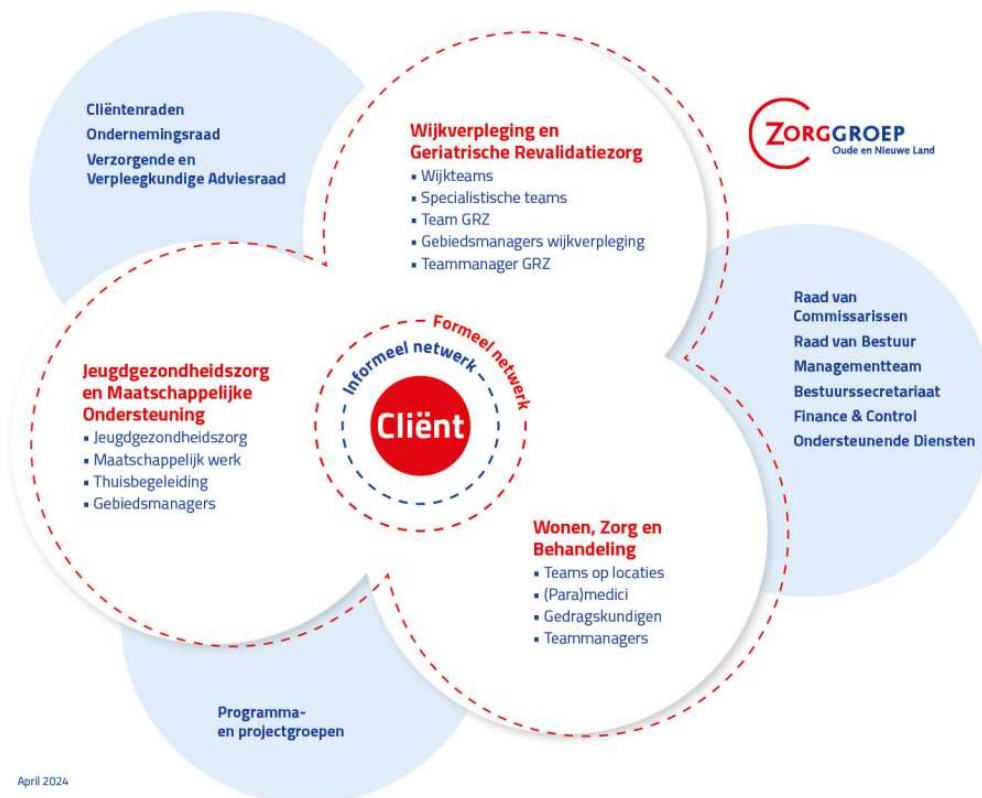 Cliëntenraden
Ondernemingsraad
Verzorgende en
Verpleegkundige Adviesraad
Wijkverpleging en
Geriatrische Revalidatiezorg
▪ Wijkteams
▪ Specialistische teams
▪ Team GRZ
▪ Gebiedsmanagers wijkverpleging
▪ Teammanager GRZ
ZORGGROEP
Oude en Nieuwe Land
Raad van
Commissarissen
Raad van Bestuur
Managementteam
Bestuurssecretariaat
Finance & Control
Ondersteunende Diensten
Jeugdgezondheidszorg
en Maatschappelijke
Ondersteuning
▪ Jeugdgezondheidszorg
▪ Maatschappelijk werk
▪ Thuisbegeleiding
▪ Gebiedsmanagers
Formeel netwerk
Informeel netwerk
Cliënt
Wonen, Zorg en
Behandeling
▪ Teams op locaties
▪ (Para)medici
▪ Gedragskundigen
▪ Teammanagers
Programma-
en projectgroepen
April 2024